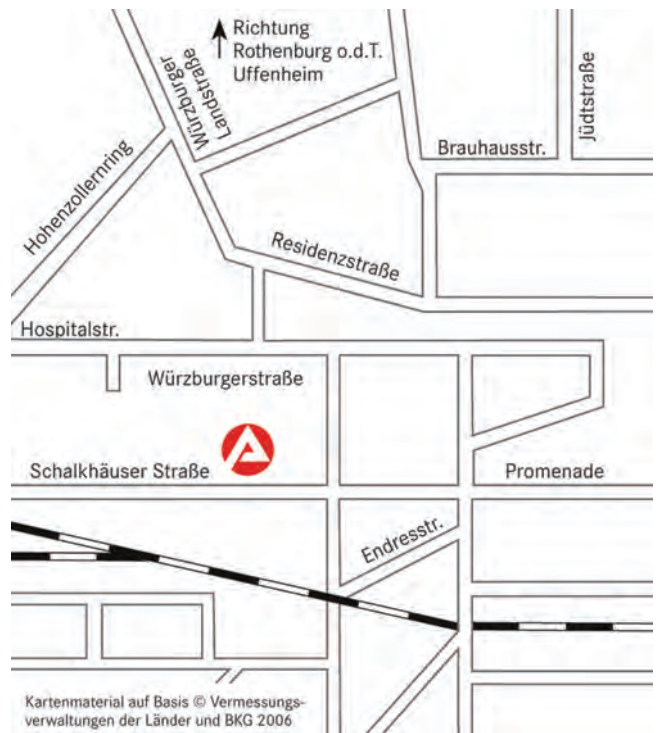 Richtung
Rothenburg o.d.T.
Uffenheim
Würzburger
Landstraße
Jüdtstraße
Brauhausstr.
Hohenzollernring
Residenzstraße
Hospitalstr.
Würzburgerstraße
Schalkhäuser Straße
Promenade
Endresstr.
Kartenmaterial auf Basis © Vermessungs-
verwaltungen der Länder und BKG 2006